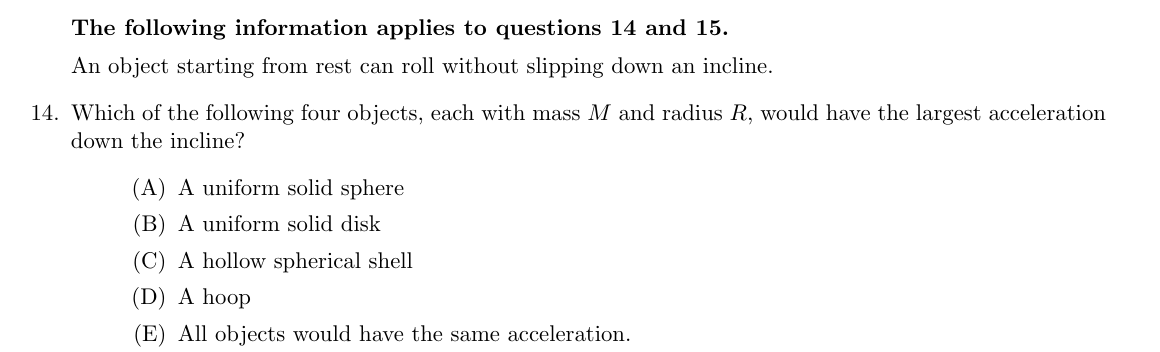 The following information applies to questions 14 and 15.
An object starting from rest can roll without slipping down an incline.
14. Which of the following four objects, each with mass M and radius R, would have the largest acceleration
down the incline?
(A) A uniform solid sphere
(B) A uniform solid disk
(C) A hollow spherical shell
(D) A hoop
(E) All objects would have the same acceleration.